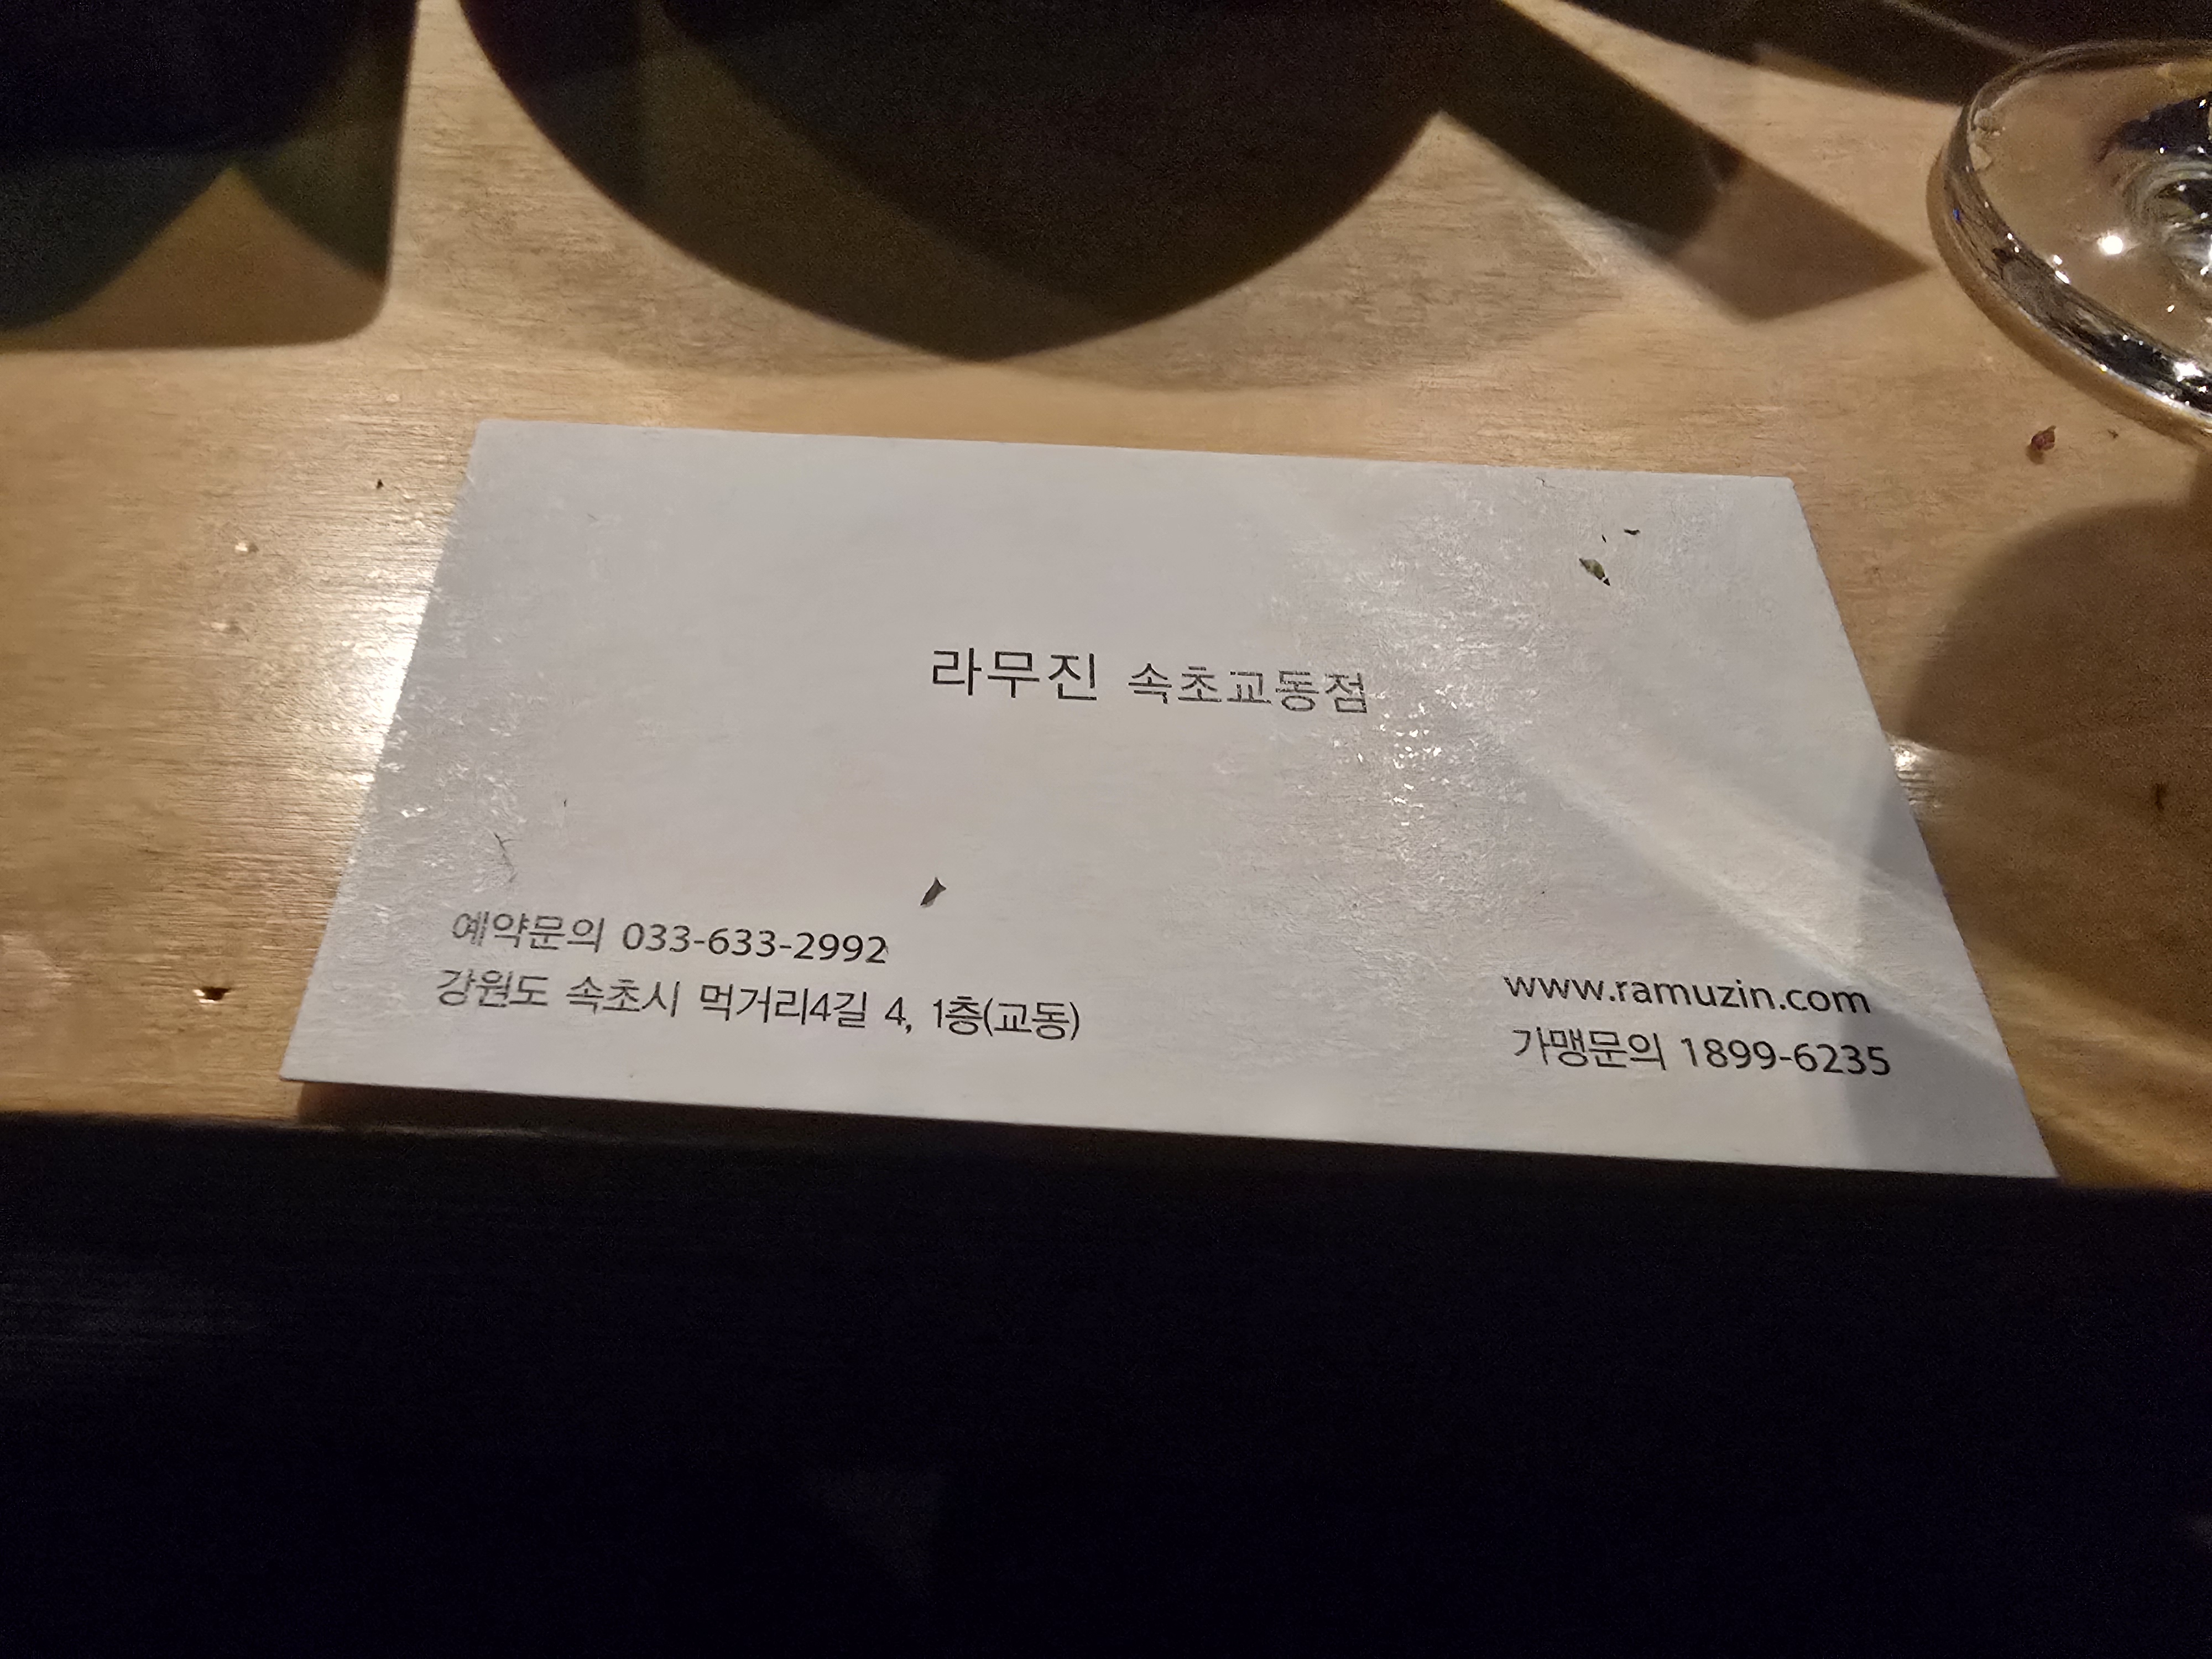 라무진 속초교동점
예약문의 033-633-2992
강원도 속초시 먹거리4길 4, 1층(교동)
www.ramuzin.com
가맹문의 1899-6235